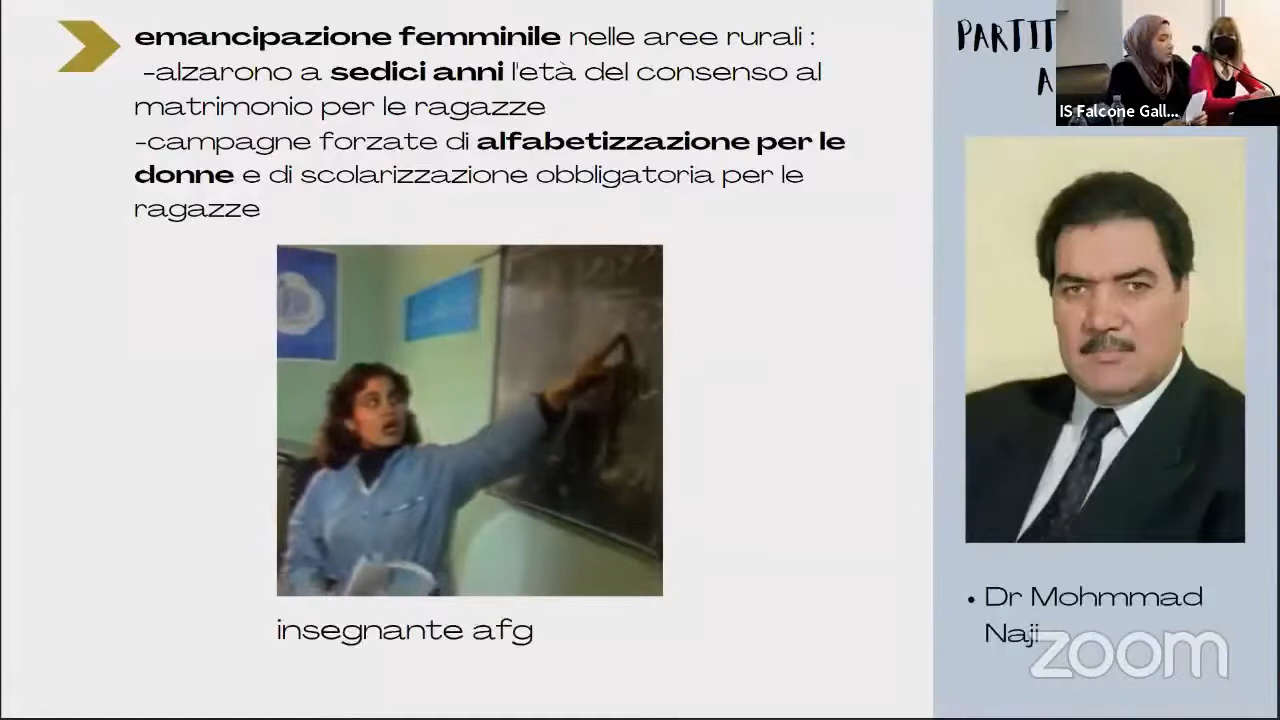 emancipazione femminile nelle aree rurali :
-alzarono a sedici anni l'età del consenso al
matrimonio per le ragazze
-campagne forzate di alfabetizzazione per le
donne e di scolarizzazione obbligatoria per le
ragazze
insegnante afg
PARTIT
A
IS Falcone Gall...
• Dr Mohmmad
Naji
zoom